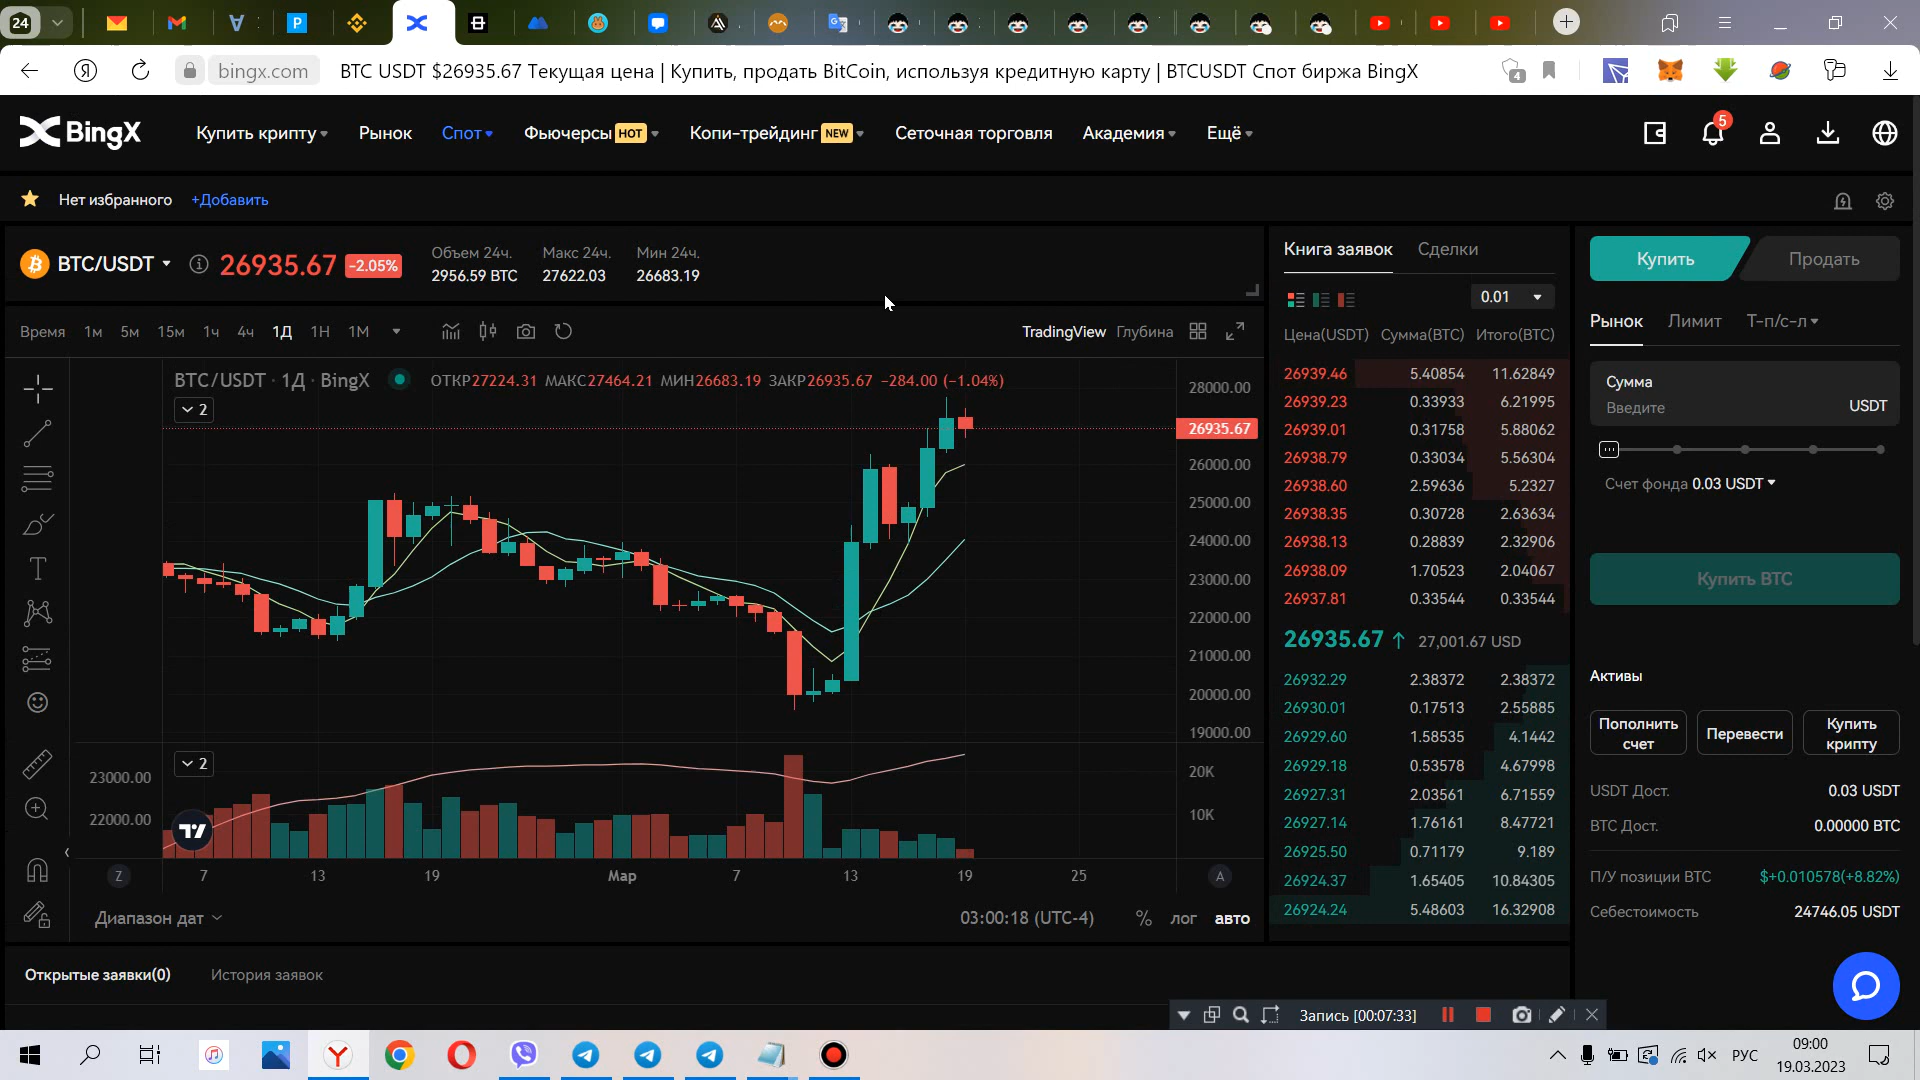 24
bingx.com
BTC USDT $26935.67 Текущая цена | Купить, продать BitCoin, используя кредитную карту | BTCUSDT Спот биржа BingX
4
BingX
Купить крипту
Рынок
Спот
Фьючерсы HOT
Копи-трейдинг NEW
Сеточная торговля
Академия
Ещё
5
Нет избранного +Добавить
BTC/USDT
26935.67 -2.05%
Объем 24ч. Макс 24ч. Мин 24ч.
2956.59 BTC 27622.03 26683.19
Время 1м 5м 15м 1ч 4ч 1Д 1Н 1М
TradingView Глубина
BTC/USDT · 1Д · BingX ОТКР27224.31 МАКС27464.21 МИН26683.19 ЗАКР26935.67 -284.00 (-1.04%)
2
28000.00
26935.67
26000.00
25000.00
24000.00
23000.00
22000.00
21000.00
20000.00
19000.00
2
23000.00
22000.00
20K
10K
Z 7 13 19 Мар 7 13 19 25 A
Диапазон дат
03:00:18 (UTC-4) % лог авто
Книга заявок Сделки
0.01
Цена(USDT) Сумма(BTC) Итого(BTC)
26939.46 5.40854 11.62849
26939.23 0.33933 6.21995
26939.01 0.31758 5.88062
26938.79 0.33034 5.56304
26938.60 2.59636 5.2327
26938.35 0.30728 2.63634
26938.13 0.28839 2.32906
26938.09 1.70523 2.04067
26937.81 0.33544 0.33544
26935.67 ↑ 27,001.67 USD
26932.29 2.38372 2.38372
26930.01 0.17513 2.55885
26929.60 1.58535 4.1442
26929.18 0.53578 4.67998
26927.31 2.03561 6.71559
26927.14 1.76161 8.47721
26925.50 0.71179 9.189
26924.37 1.65405 10.84305
26924.24 5.48603 16.32908
Купить Продать
Рынок Лимит Т-п/с-л
Сумма
Введите USDT
Счет фонда 0.03 USDT
Купить BTC
Активы
Пополнить счет
Перевести
Купить крипту
USDT Дост. 0.03 USDT
BTC Дост. 0.00000 BTC
П/У позиции BTC $+0.010578(+8.82%)
Себестоимость 24746.05 USDT
Открытые заявки(0) История заявок
Запись [00:07:33]
РУС
09:00
19.03.2023